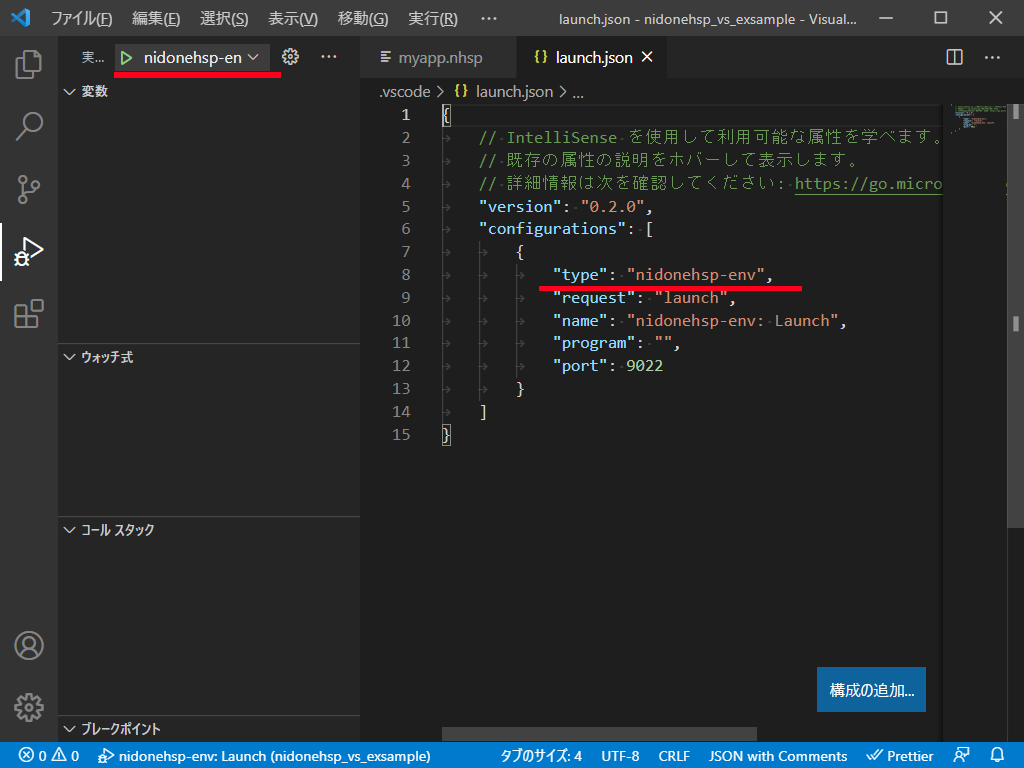 ファイル(F) 編集(E) 選択(S) 表示(V) 移動(G) 実行(R) ··· launch.json - nidonehsp_vs_exsample - Visual...
実... nidonehsp-en ···
myapp.nhsp {} launch.json ···
変数
ウォッチ式
コール スタック
ブレークポイント
.vscode > {} launch.json > ...
1 {
2 // IntelliSense を使用して利用可能な属性を学べます。
3 // 既存の属性の説明をホバーして表示します。
4 // 詳細情報は次を確認してください: https://go.micro
5 "version": "0.2.0",
6 "configurations": [
7 {
8 "type": "nidonehsp-env",
9 "request": "launch",
10 "name": "nidonehsp-env: Launch",
11 "program": "",
12 "port": 9022
13 }
14 ]
15 }
構成の追加...
0 0 nidonehsp-env: Launch (nidonehsp_vs_exsample) タブのサイズ: 4 UTF-8 CRLF JSON with Comments Prettier